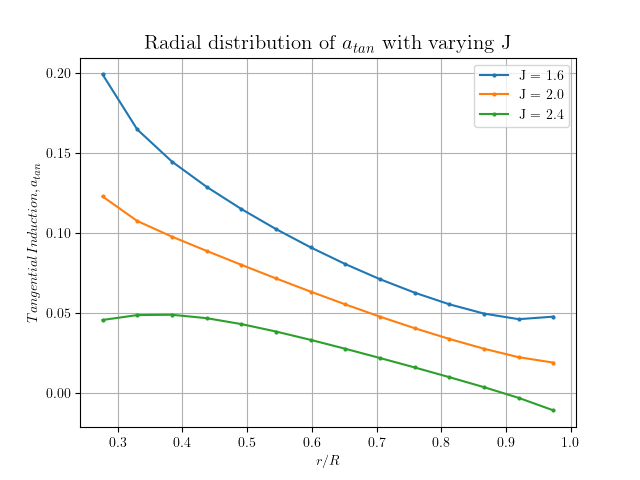 Radial distribution of a_tan with varying J
J = 1.6
J = 2.0
J = 2.4
0.20
0.15
0.10
0.05
0.00
Tangential Induction, a_tan
0.3 0.4 0.5 0.6 0.7 0.8 0.9 1.0
r/R